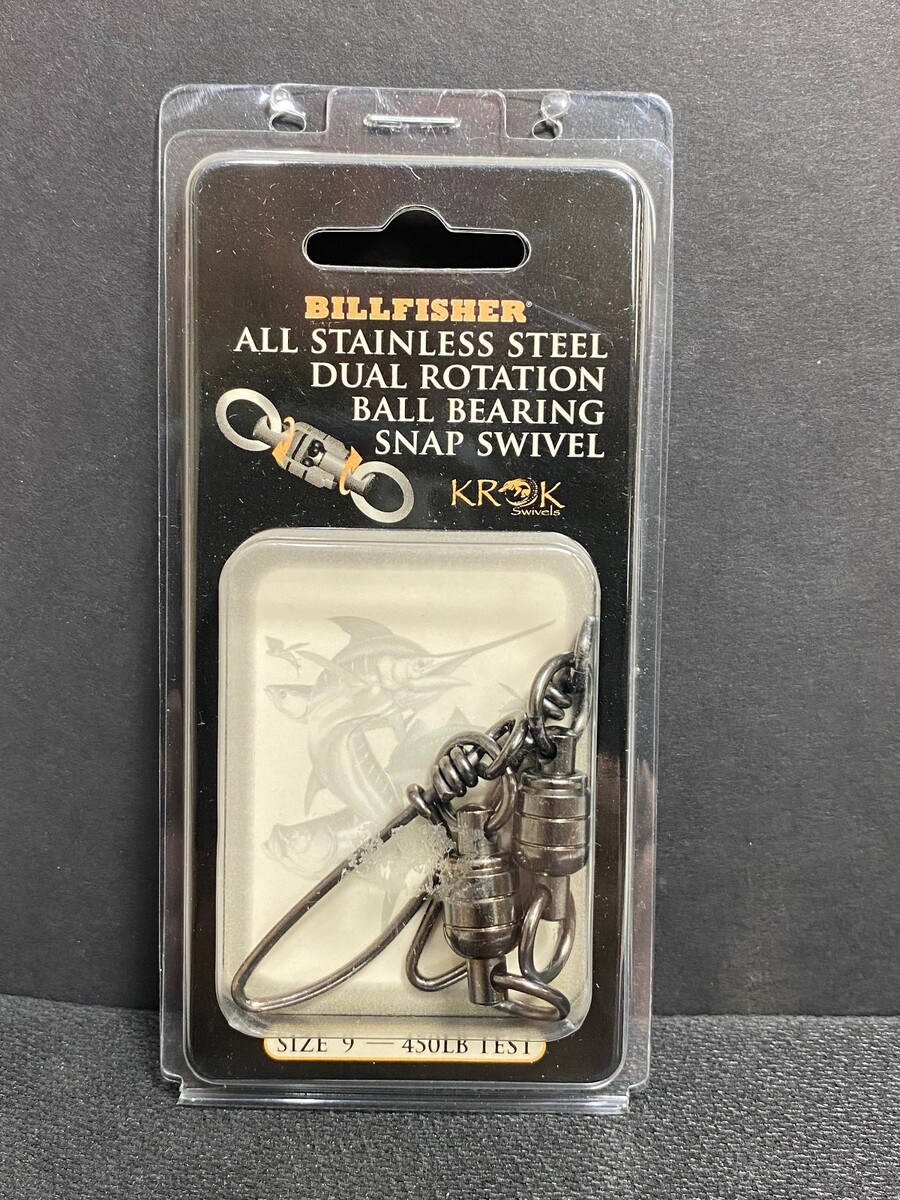 BILLFISHER®
ALL STAINLESS STEEL
DUAL ROTATION
BALL BEARING
SNAP SWIVEL
KROK
Swivels
SIZE 9 — 450LB TEST